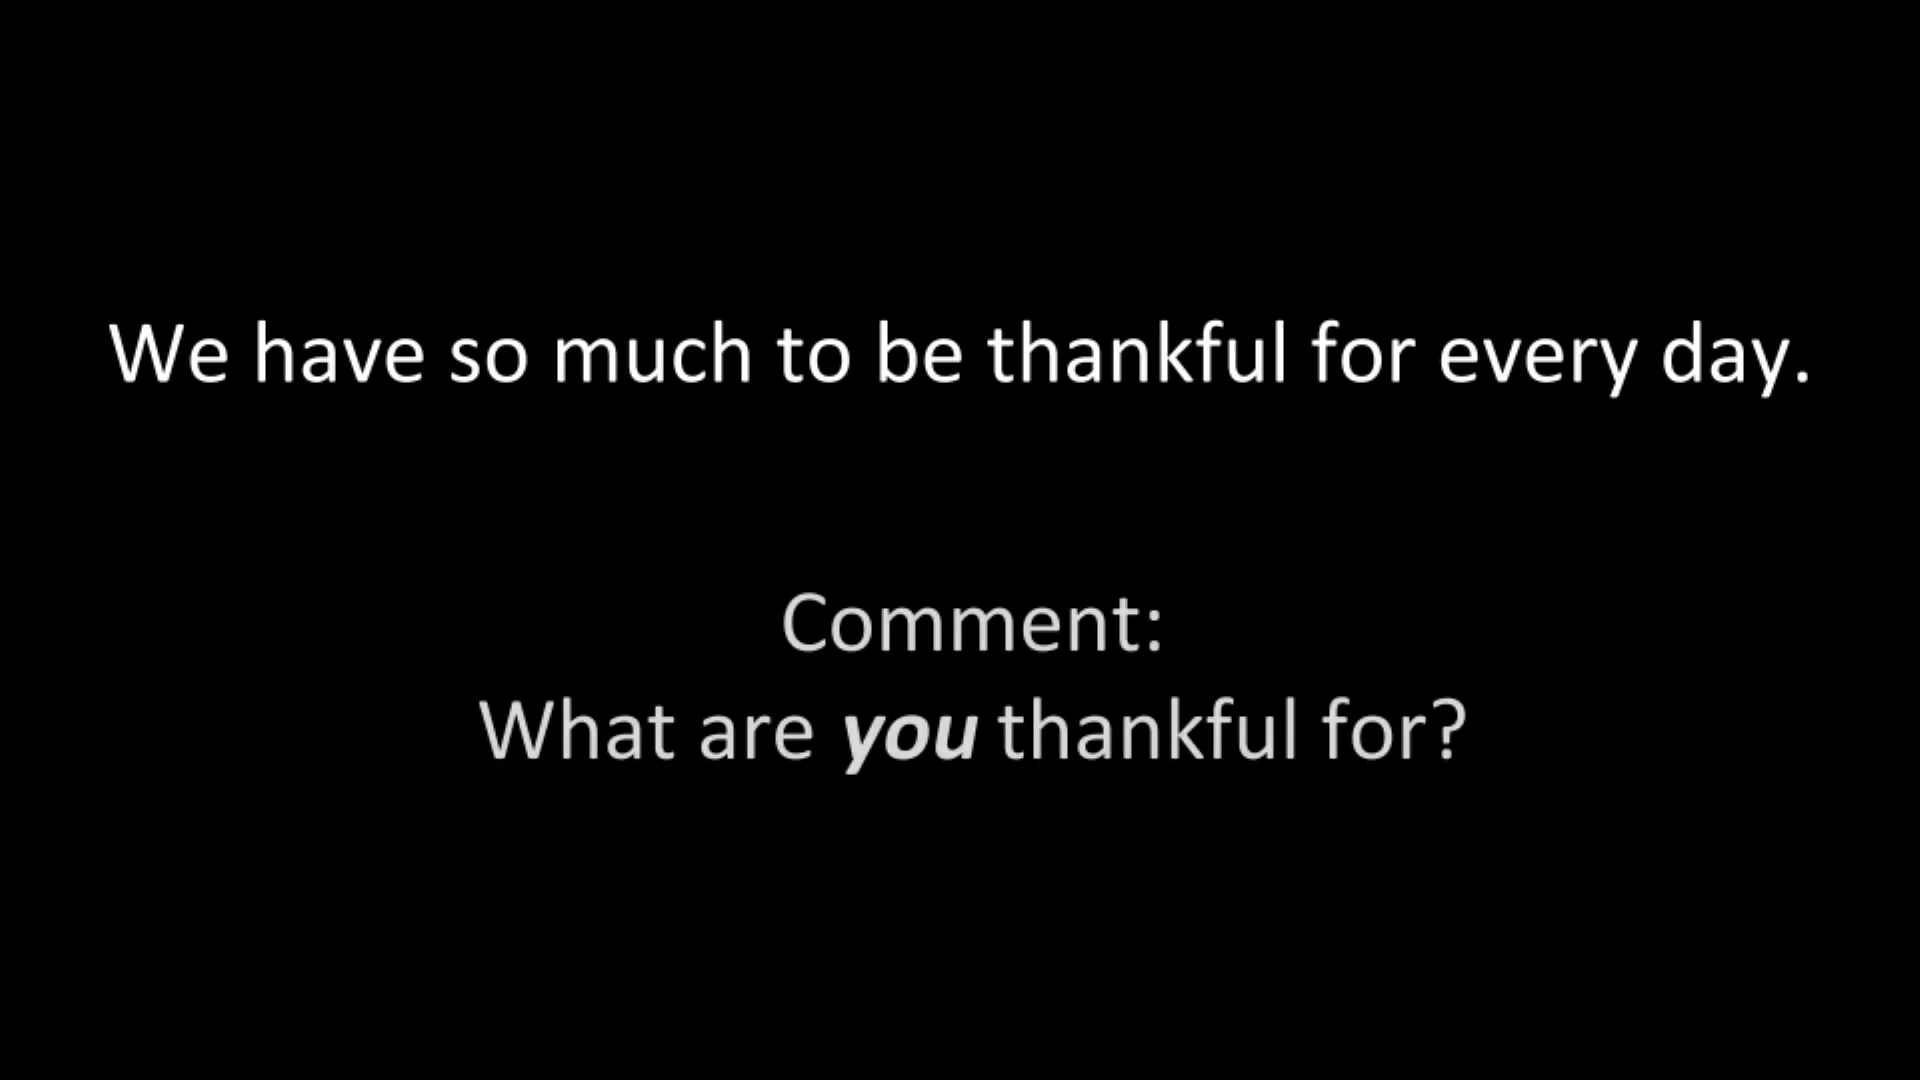 We have so much to be thankful for every day.
Comment:
What are you thankful for?